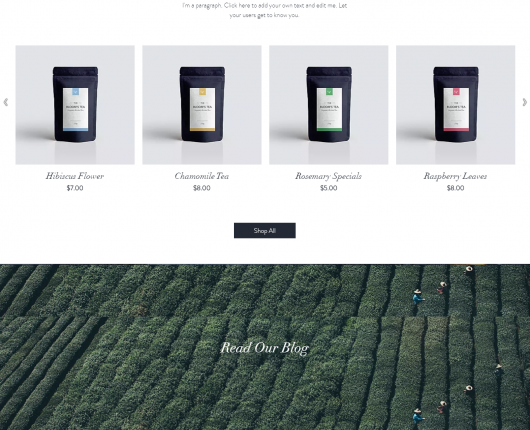 I'm a paragraph. Click here to add your own text and edit me. Let
your users get to know you.
Hibiscus Flower
$7.00
Chamomile Tea
$8.00
Rosemary Specials
$5.00
Raspberry Leaves
$8.00
Shop All
Read Our Blog